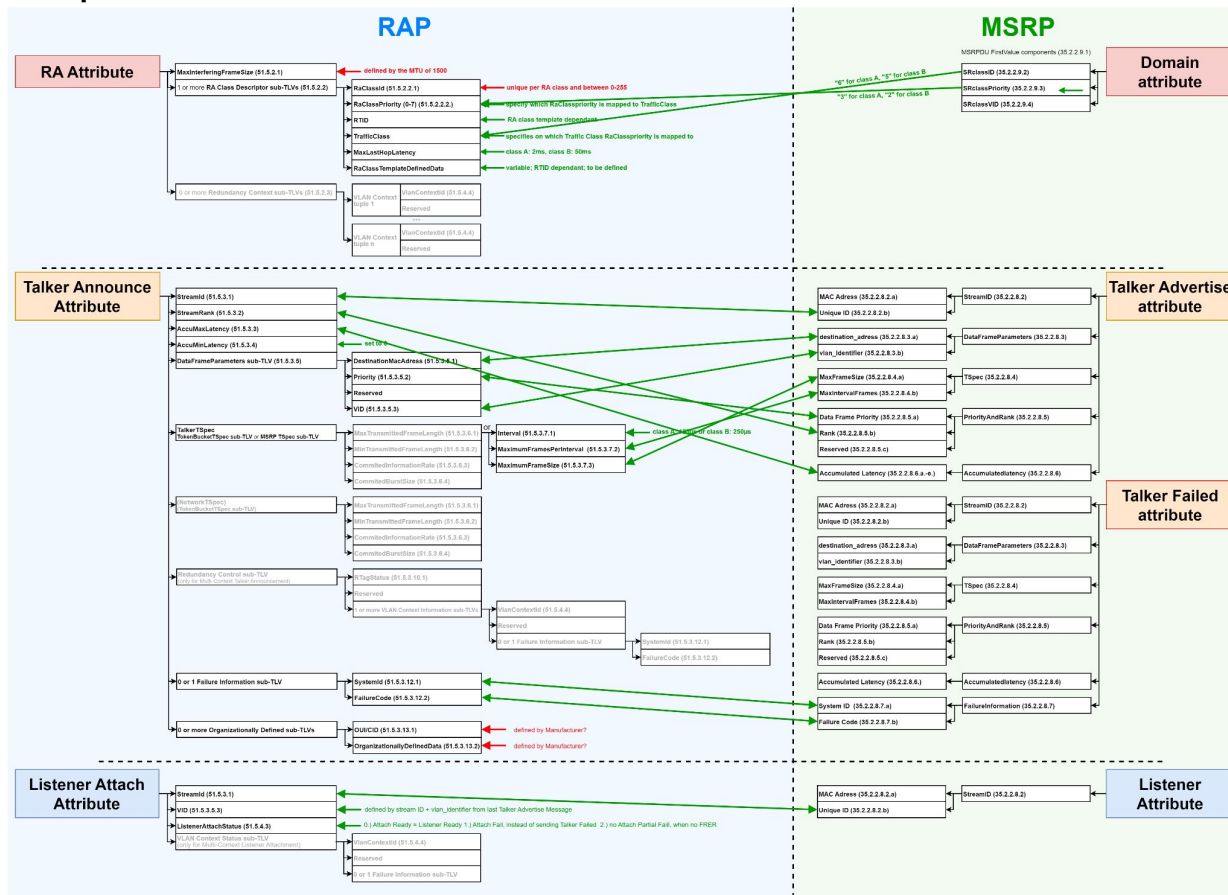 RAP
MSRP
RA Attribute
MaxInterferingFrameSize (51.5.2.1)
defined by the MTU of 1500
1 or more RA Class Descriptor sub-TLVs (51.5.2.2)
RaClassId (51.5.2.2.1)
unique per RA class and between 0-255
RaClassPriority (0-7) (51.5.2.2.2.)
specify which RaClasspriority is mapped to TrafficClass
RTID
RA class template dependant
TrafficClass
specifies on which Traffic Class RaClasspriority is mapped to
MaxLastHopLatency
class A: 2ms, class B: 50ms
RaClassTemplateDefinedData
variable; RTID dependant; to be defined
0 or more Redundancy Context sub-TLVs (51.5.2.3)
VLAN Context
tuple 1
VlanContextId (51.5.4.4)
Reserved
...
VLAN Context
tuple n
VlanContextId (51.5.4.4)
Reserved
MSRPDU FirstValue components (35.2.2.9.1)
"6" for class A, "5" for class B
"3" for class A, "2" for class B
SRclassID (35.2.2.9.2)
SRclassPriority (35.2.2.9.3)
SRclassVID (35.2.2.9.4)
Domain
attribute
Talker Announce
Attribute
StreamId (51.5.3.1)
StreamRank (51.5.3.2)
AccuMaxLatency (51.5.3.3)
AccuMinLatency (51.5.3.4)
set to
DataFrameParameters sub-TLV (51.5.3.5)
DestinationMacAdress (51.5.3.5.1)
Priority (51.5.3.5.2)
Reserved
VID (51.5.3.5.3)
TalkerTSpec
TokenBucketTSpec sub-TLV or MSRP TSpec sub-TLV
MaxTransmittedFrameLength (51.5.3.6.1)
MinTransmittedFrameLength (51.5.3.6.2)
CommitedInformationRate (51.5.3.6.3)
CommitedBurstSize (51.5.3.6.4)
or
Interval (51.5.3.7.1)
class A: or class B: 250µs
MaximumFramesPerInterval (51.5.3.7.2)
MaximumFrameSize (51.5.3.7.3)
(NetworkTSpec)
(TokenBucketTSpec sub-TLV)
MaxTransmittedFrameLength (51.5.3.6.1)
MinTransmittedFrameLength (51.5.3.6.2)
CommitedInformationRate (51.5.3.6.3)
CommitedBurstSize (51.5.3.6.4)
Redundancy Control sub-TLV
(only for Multi-Context Talker Announcement)
RTagStatus (51.5.3.10.1)
Reserved
1 or more VLAN Context Information sub-TLVs
VlanContextId (51.5.4.4)
Reserved
0 or 1 Failure Information sub-TLV
SystemId (51.5.3.12.1)
FailureCode (51.5.3.12.2)
0 or 1 Failure Information sub-TLV
SystemId (51.5.3.12.1)
FailureCode (51.5.3.12.2)
0 or more Organizationally Defined sub-TLVs
OUI/CID (51.5.3.13.1)
defined by Manufacturer?
OrganizationallyDefinedData (51.5.3.13.2)
defined by Manufacturer?
Talker Advertise
attribute
MAC Adress (35.2.2.8.2.a)
StreamID (35.2.2.8.2)
Unique ID (35.2.2.8.2.b)
destination_adress (35.2.2.8.3.a)
DataFrameParameters (35.2.2.8.3)
vlan_identifier (35.2.2.8.3.b)
MaxFrameSize (35.2.2.8.4.a)
TSpec (35.2.2.8.4)
MaxIntervalFrames (35.2.2.8.4.b)
Data Frame Priority (35.2.2.8.5.a)
PriorityAndRank (35.2.2.8.5)
Rank (35.2.2.8.5.b)
Reserved (35.2.2.8.5.c)
Accumulated Latency (35.2.2.8.6.a.-e.)
Accumulatedlatency (35.2.2.8.6)
Talker Failed
attribute
MAC Adress (35.2.2.8.2.a)
StreamID (35.2.2.8.2)
Unique ID (35.2.2.8.2.b)
destination_adress (35.2.2.8.3.a)
DataFrameParameters (35.2.2.8.3)
vlan_identifier (35.2.2.8.3.b)
MaxFrameSize (35.2.2.8.4.a)
TSpec (35.2.2.8.4)
MaxIntervalFrames (35.2.2.8.4.b)
Data Frame Priority (35.2.2.8.5.a)
PriorityAndRank (35.2.2.8.5)
Rank (35.2.2.8.5.b)
Reserved (35.2.2.8.5.c)
Accumulated Latency (35.2.2.8.6.)
Accumulatedlatency (35.2.2.8.6)
System ID (35.2.2.8.7.a)
FailureInformation (35.2.2.8.7)
Failure Code (35.2.2.8.7.b)
Listener Attach
Attribute
StreamId (51.5.3.1)
VID (51.5.3.5.3)
defined by stream ID + vlan_identifier from last Talker Advertise Message
ListenerAttachStatus (51.5.4.3)
0.) Attach Ready = Listener Ready 1.) Attach Fail, instead of sending Talker Failed 2.) no Attach Partial Fail, when no FRER
VLAN Context Status sub-TLV
(only for Multi-Context Listener Attachment)
VlanContextId (51.5.4.4)
Reserved
0 or 1 Failure Information sub-TLV
MAC Adress (35.2.2.8.2.a)
StreamID (35.2.2.8.2)
Unique ID (35.2.2.8.2.b)
Listener
Attribute